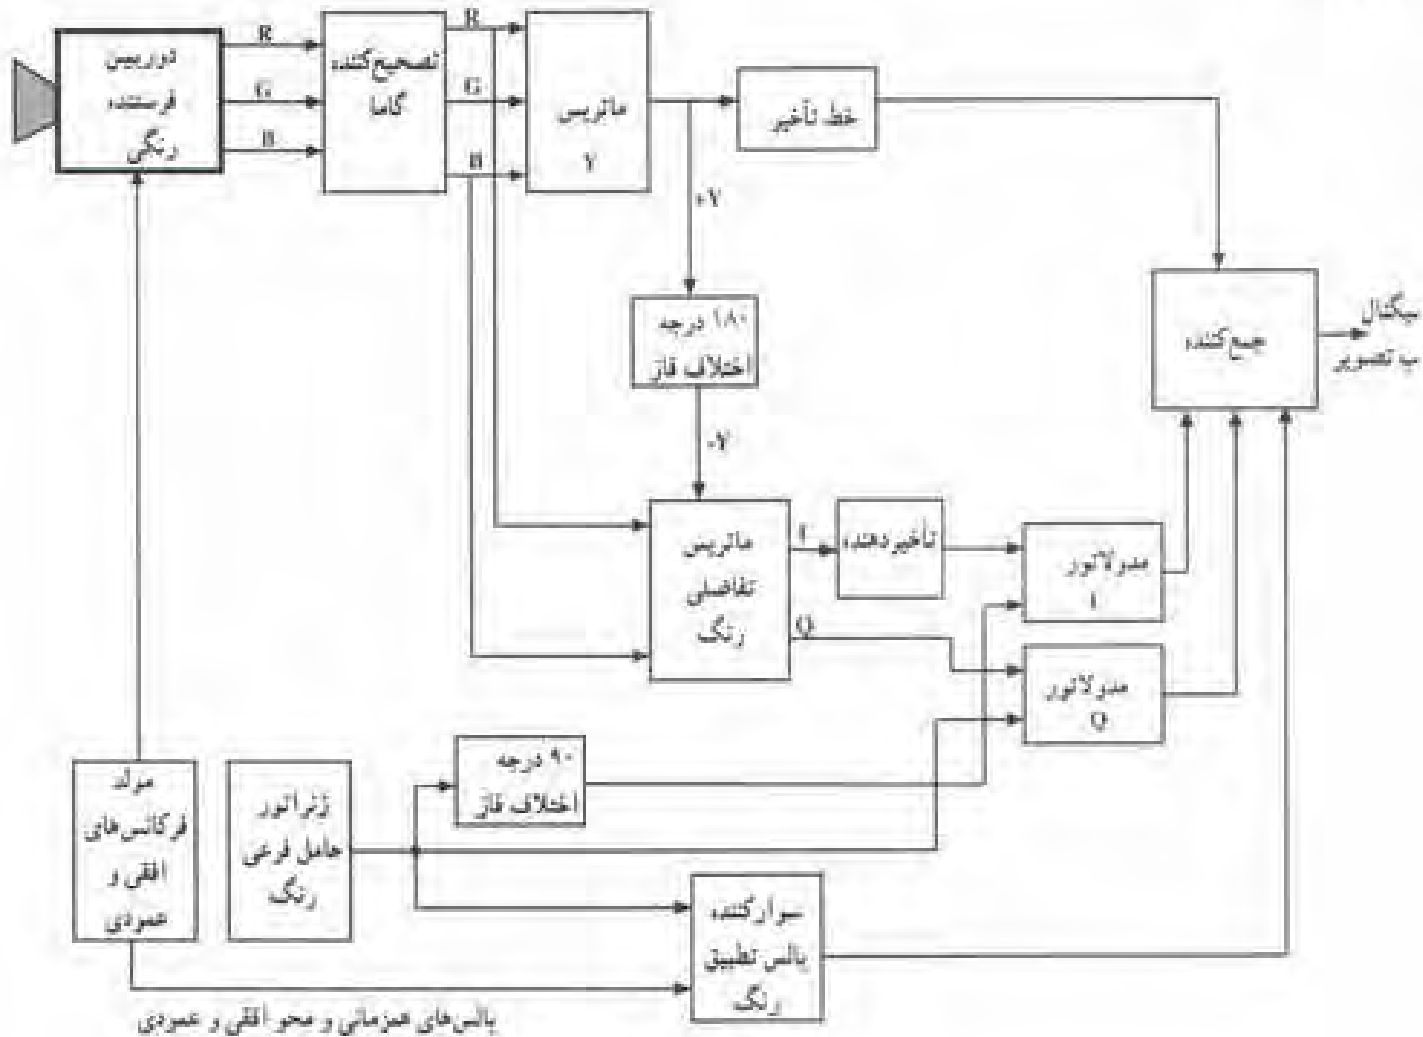 دوربین
فرستنده
رنگی
R
G
B
تصحیح‌کننده
گاما
R
G
B
ماتریس
Y
خط تأخیر
+Y
۱۸۰ درجه
اختلاف فاز
-Y
جمع‌کننده
سیگنال
ب تصویر
ماتریس
تفاضلی
رنگ
I
Q
تأخیردهنده
مدولاتور
I
مدولاتور
Q
مولد
فرکانس‌های
افقی و
عمودی
ژنراتور
حامل فرعی
رنگ
۹۰ درجه
اختلاف فاز
سوارکننده
پالس تطبیق
رنگ
پالس‌های همزمانی و محو افقی و عمودی